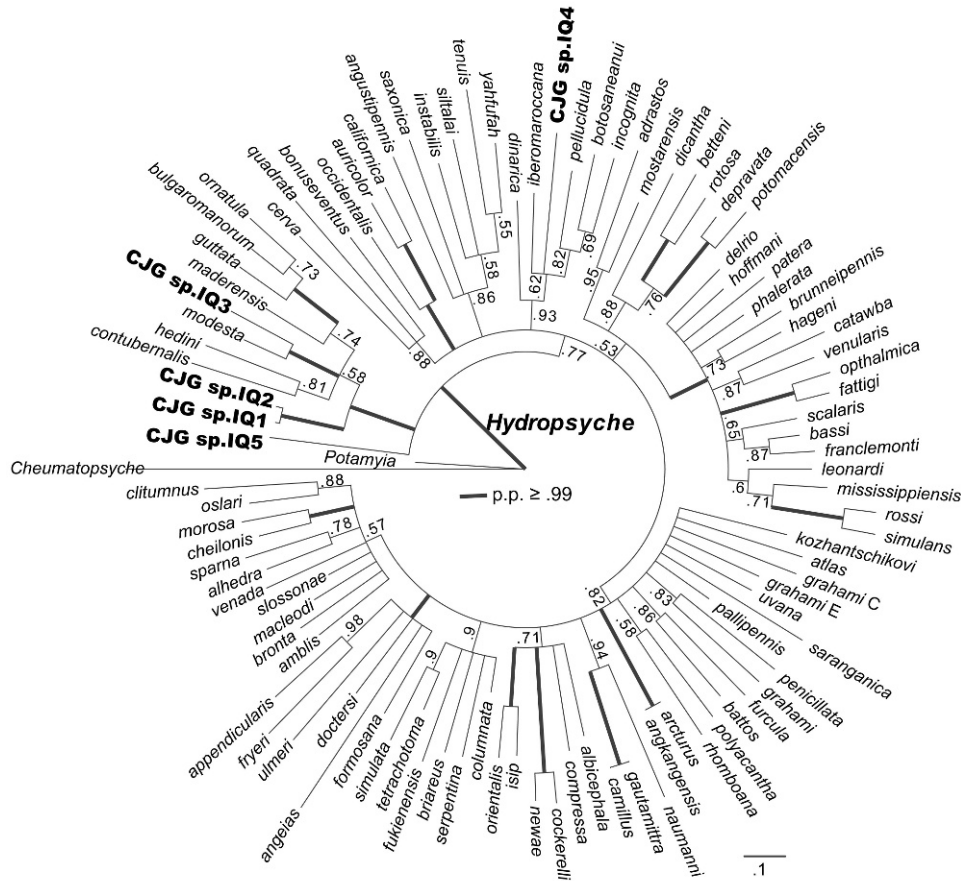 Cheumatopsyche
Potamyia
CJG sp.IQ5
CJG sp.IQ1
CJG sp.IQ2
contubernalis
hedini
modesta
CJG sp.IQ3
maderensis
guttata
bulgaromanorum
ornatula
cerva
quadrata
bonuseventus
occidentalis
auricolor
californica
angustipennis
saxonica
instabilis
siltalai
tenuis
yahfufah
dinarica
iberomaroccana
CJG sp.IQ4
pellucidula
botosaneanui
incognita
adrastos
mostarensis
dicantha
betteni
rotosa
depravata
potomacensis
delrio
hoffmani
patera
phalerata
brunneipennis
hageni
catawba
venularis
opthalmica
fattigi
scalaris
bassi
franclemonti
leonardi
mississippiensis
rossi
simulans
kozhantschikovi
atlas
grahami C
grahami E
uvana
saranganica
pallipennis
penicillata
grahami
furcula
battos
polyacantha
rhomboana
arcturus
angkangensis
naumanni
gautamittra
camillus
albicephala
compressa
cockerelli
newae
isip
orientalis
columnata
serpentina
briareus
fukienensis
tetrachotoma
simulata
formosana
angeias
doctersi
ulmeri
fryeri
appendicularis
amblis
bronta
macleodi
slossonae
venada
alhedra
sparna
cheilonis
morosa
oslari
clitumnus
Hydropsyche
p.p. ≥ .99
.81
.58
.74
.73
.88
.86
.58
.55
.93
.62
.82
.69
.77
.53
.95
.88
.76
.73
.87
.65
.87
.6
.71
.82
.83
.86
.58
.94
.71
.9
.9
.98
.57
.78
.88
.1